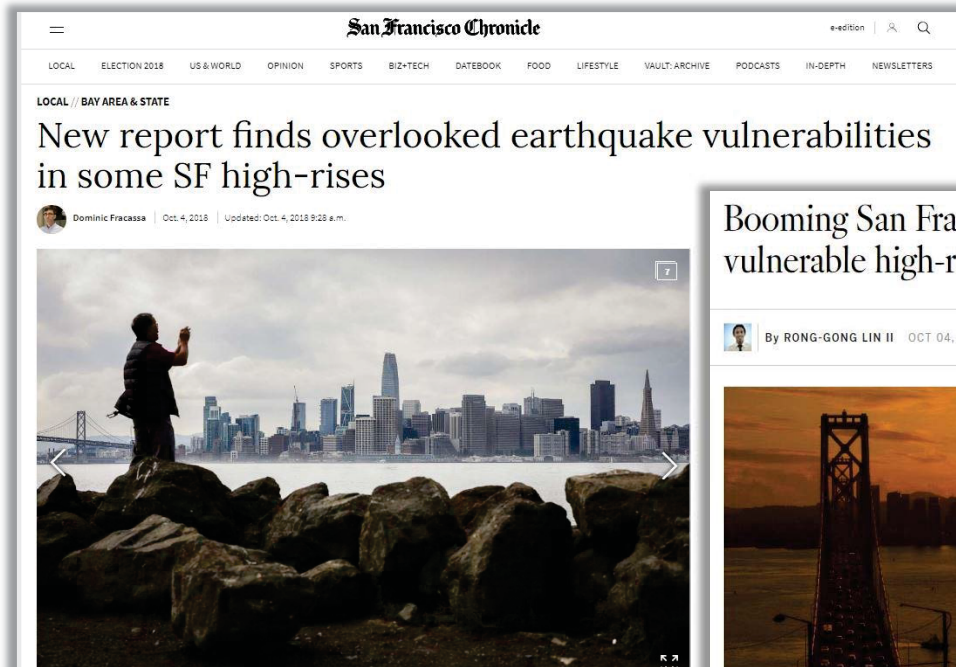 San Francisco Chronicle
e-edition
LOCAL ELECTION 2018 US & WORLD OPINION SPORTS BIZ+TECH DATEBOOK FOOD LIFESTYLE VAULT: ARCHIVE PODCASTS IN-DEPTH NEWSLETTERS
LOCAL // BAY AREA & STATE
New report finds overlooked earthquake vulnerabilities
in some SF high-rises
Dominic Fracassa Oct. 4, 2018 Updated: Oct. 4, 2018 9:28 a.m.
7
Booming San Fra
vulnerable high-r
By RONG-GONG LIN II OCT 04,